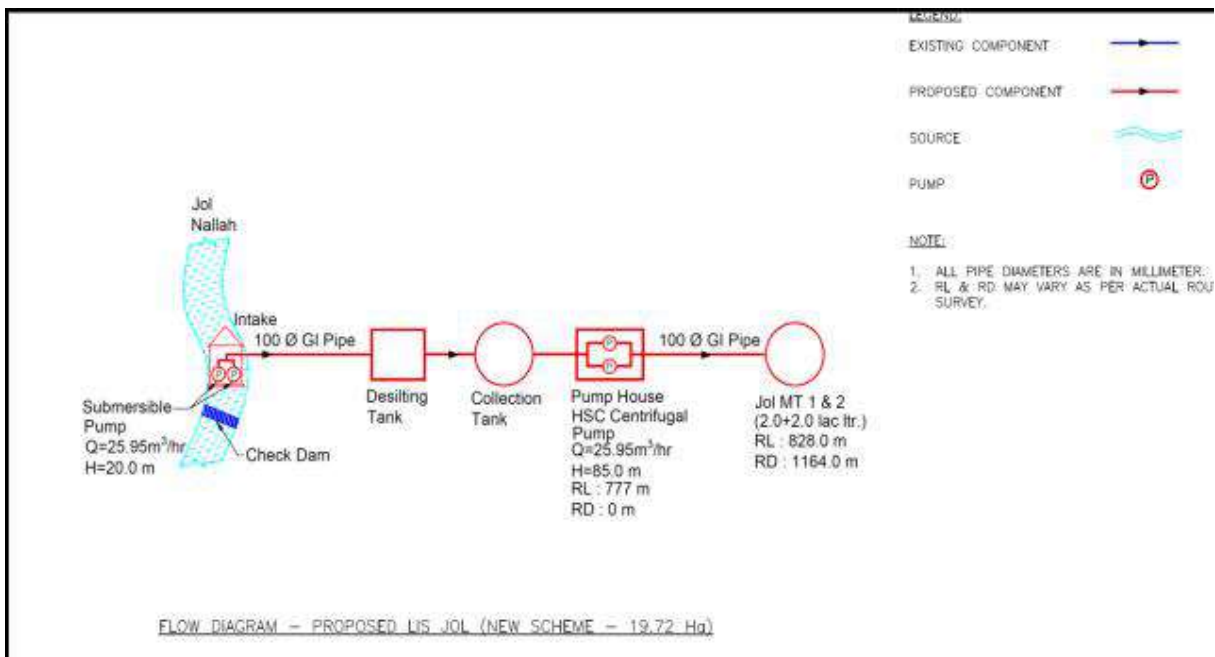 LEGEND:
EXISTING COMPONENT
PROPOSED COMPONENT
SOURCE
PUMP
P
NOTE:
1. ALL PIPE DIAMETERS ARE IN MILLIMETER.
2. RL & RD MAY VARY AS PER ACTUAL
SURVEY.
Jol
Nallah
Intake
P P
100 Ø GI Pipe
Submersible
Pump
Q=25.95m³/hr
H=20.0 m
Check Dam
Desilting
Tank
Collection
Tank
P
P
Pump House
HSC Centrifugal
Pump
Q=25.95m³/hr
H=85.0 m
RL : 777 m
RD : 0 m
100 Ø GI Pipe
Jol MT 1 & 2
(2.0+2.0 lac ltr.)
RL : 828.0 m
RD : 1164.0 m
FLOW DIAGRAM – PROPOSED LIS JOL (NEW SCHEME – 19.72 Ha)